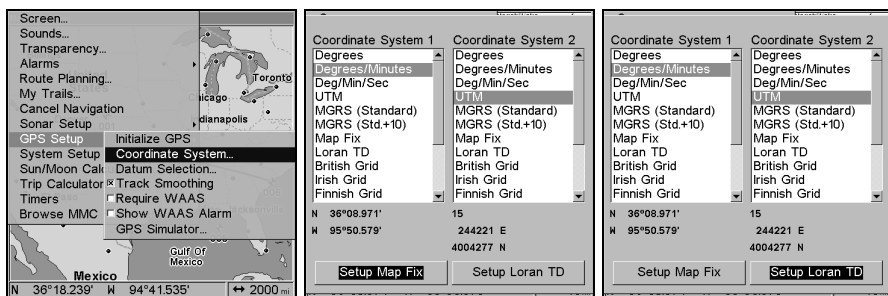 Screen...
Sounds...
Transparency...
Alarms
Route Planning...
My Trails...
Cancel Navigation
Sonar Setup
GPS Setup
System Setup
Sun/Moon Calc
Trip Calculator
Timers
Browse MMC
Initialize GPS
Coordinate System...
Datum Selection...
Track Smoothing
Require WAAS
Show WAAS Alarm
GPS Simulator...
Toronto
Gulf Of
Mexico
Mexico
N 36°18.239' W 94°41.535' ↔ 2000 mi
Coordinate System 1
Degrees
Degrees/Minutes
Deg/Min/Sec
UTM
MGRS (Standard)
MGRS (Std.+10)
Map Fix
Loran TD
British Grid
Irish Grid
Finnish Grid
Coordinate System 2
Degrees
Degrees/Minutes
Deg/Min/Sec
UTM
MGRS (Standard)
MGRS (Std.+10)
Map Fix
Loran TD
British Grid
Irish Grid
Finnish Grid
N 36°08.971'
W 95°50.579'
15
244221 E
4004277 N
Setup Map Fix
Setup Loran TD
Coordinate System 1
Degrees
Degrees/Minutes
Deg/Min/Sec
UTM
MGRS (Standard)
MGRS (Std.+10)
Map Fix
Loran TD
British Grid
Irish Grid
Finnish Grid
Coordinate System 2
Degrees
Degrees/Minutes
Deg/Min/Sec
UTM
MGRS (Standard)
MGRS (Std.+10)
Map Fix
Loran TD
British Grid
Irish Grid
Finnish Grid
N 36°08.971'
W 95°50.579'
15
244221 E
4004277 N
Setup Map Fix
Setup Loran TD